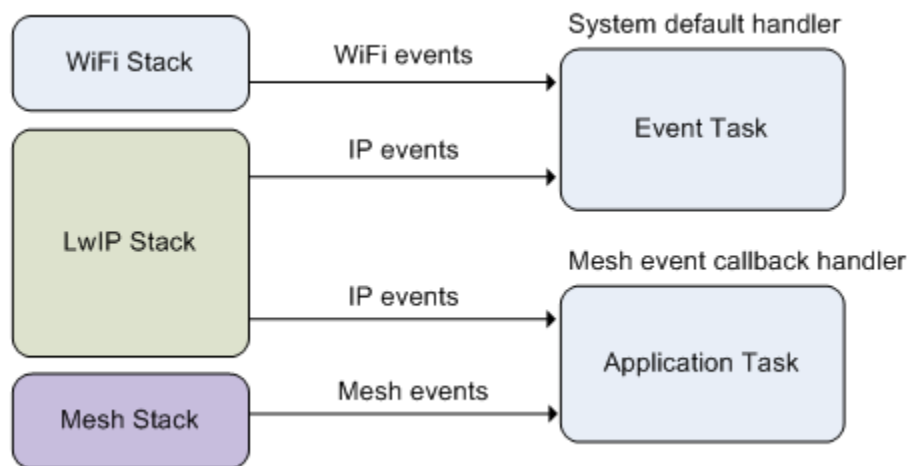 System default handler
WiFi Stack
WiFi events
Event Task
IP events
LwIP Stack
Mesh event callback handler
IP events
Application Task
Mesh events
Mesh Stack